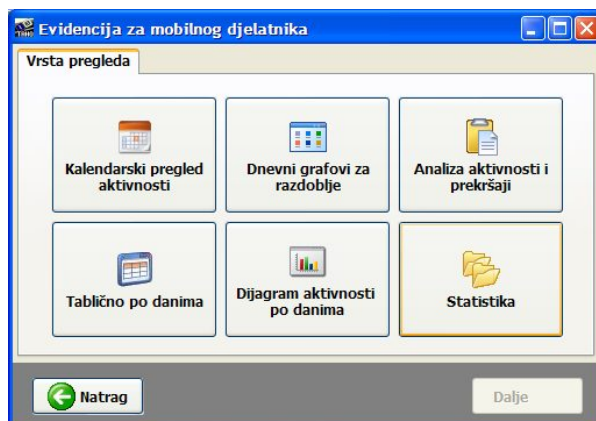 Evidencija za mobilnog djelatnika
Vrsta pregleda
Kalendarski pregled
aktivnosti
Dnevni grafovi za
razdoblje
Analiza aktivnosti i
prekršaji
Tablično po danima
Dijagram aktivnosti
po danima
Statistika
Natrag
Dalje